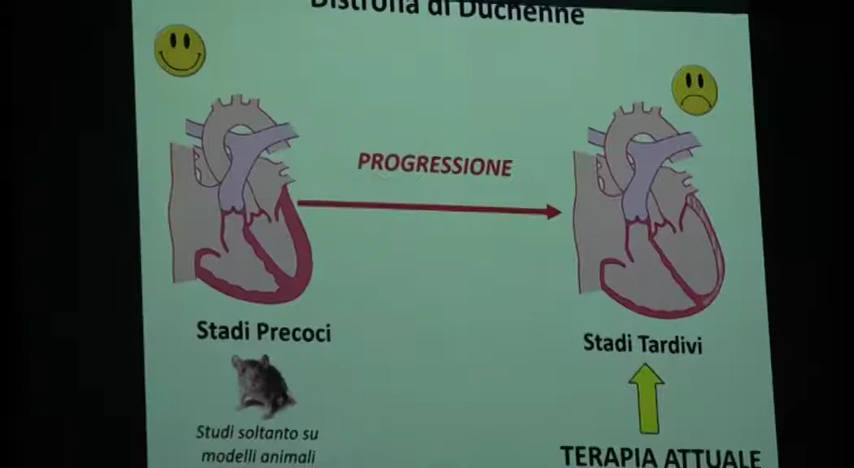 Distrofia di Duchenne
PROGRESSIONE
Stadi Precoci
Stadi Tardivi
Studi soltanto su
modelli animali
TERAPIA ATTUALE